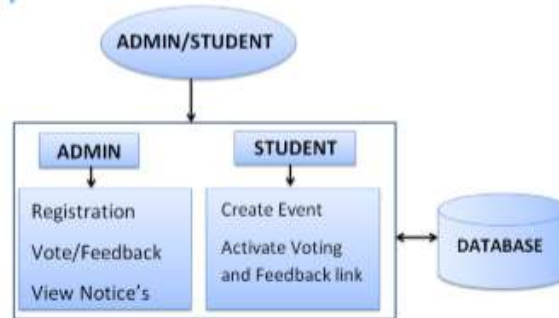 ADMIN/STUDENT
ADMIN
STUDENT
Registration
Vote/Feedback
View Notice's
Create Event
Activate Voting
and Feedback link
DATABASE